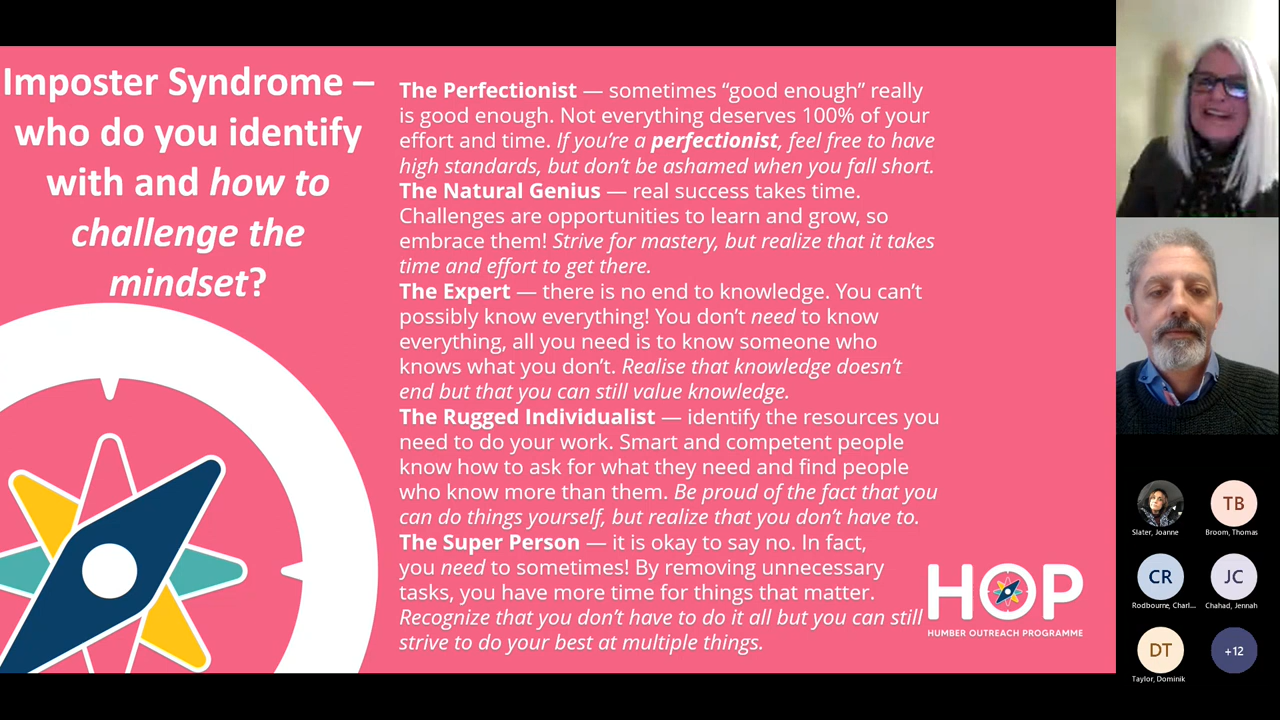 Imposter Syndrome –
who do you identify
with and how to
challenge the
mindset?
The Perfectionist — sometimes “good enough” really
is good enough. Not everything deserves 100% of your
effort and time. If you’re a perfectionist, feel free to have
high standards, but don’t be ashamed when you fall short.
The Natural Genius — real success takes time.
Challenges are opportunities to learn and grow, so
embrace them! Strive for mastery, but realize that it takes
time and effort to get there.
The Expert — there is no end to knowledge. You can’t
possibly know everything! You don’t need to know
everything, all you need is to know someone who
knows what you don’t. Realise that knowledge doesn’t
end but that you can still value knowledge.
The Rugged Individualist — identify the resources you
need to do your work. Smart and competent people
know how to ask for what they need and find people
who know more than them. Be proud of the fact that you
can do things yourself, but realize that you don’t have to.
The Super Person — it is okay to say no. In fact,
you need to sometimes! By removing unnecessary
tasks, you have more time for things that matter.
Recognize that you don’t have to do it all but you can still
strive to do your best at multiple things.
HOP
HUMBER OUTREACH PROGRAMME
Slater, Joanne
TB
Broom, Thomas
CR
Rodbourne, Charl...
JC
Chahad, Jennah
DT
Taylor, Dominik
+12